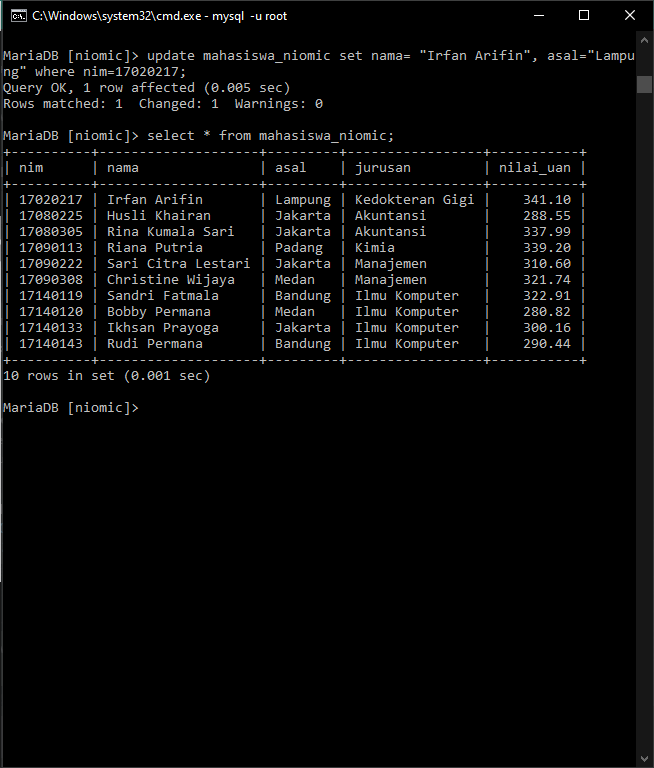 C:\Windows\system32\cmd.exe - mysql  -u root
MariaDB [niomic]> update mahasiswa_niomic set nama= "Irfan Arifin", asal="Lampu
ng" where nim=17020217;
Query OK, 1 row affected (0.005 sec)
Rows matched: 1  Changed: 1  Warnings: 0
MariaDB [niomic]> select * from mahasiswa_niomic;
+----------+--------------------+---------+-----------------+-----------+
| nim      | nama               | asal    | jurusan         | nilai_uan |
+----------+--------------------+---------+-----------------+-----------+
| 17020217 | Irfan Arifin       | Lampung | Kedokteran Gigi |    341.10 |
| 17080225 | Husli Khairan      | Jakarta | Akuntansi       |    288.55 |
| 17080305 | Rina Kumala Sari   | Jakarta | Akuntansi       |    337.99 |
| 17090113 | Riana Putria       | Padang  | Kimia           |    339.20 |
| 17090222 | Sari Citra Lestari | Jakarta | Manajemen       |    310.60 |
| 17090308 | Christine Wijaya   | Medan   | Manajemen       |    321.74 |
| 17140119 | Sandri Fatmala     | Bandung | Ilmu Komputer   |    322.91 |
| 17140120 | Bobby Permana      | Medan   | Ilmu Komputer   |    280.82 |
| 17140133 | Ikhsan Prayoga     | Jakarta | Ilmu Komputer   |    300.16 |
| 17140143 | Rudi Permana       | Bandung | Ilmu Komputer   |    290.44 |
+----------+--------------------+---------+-----------------+-----------+
10 rows in set (0.001 sec)
MariaDB [niomic]>